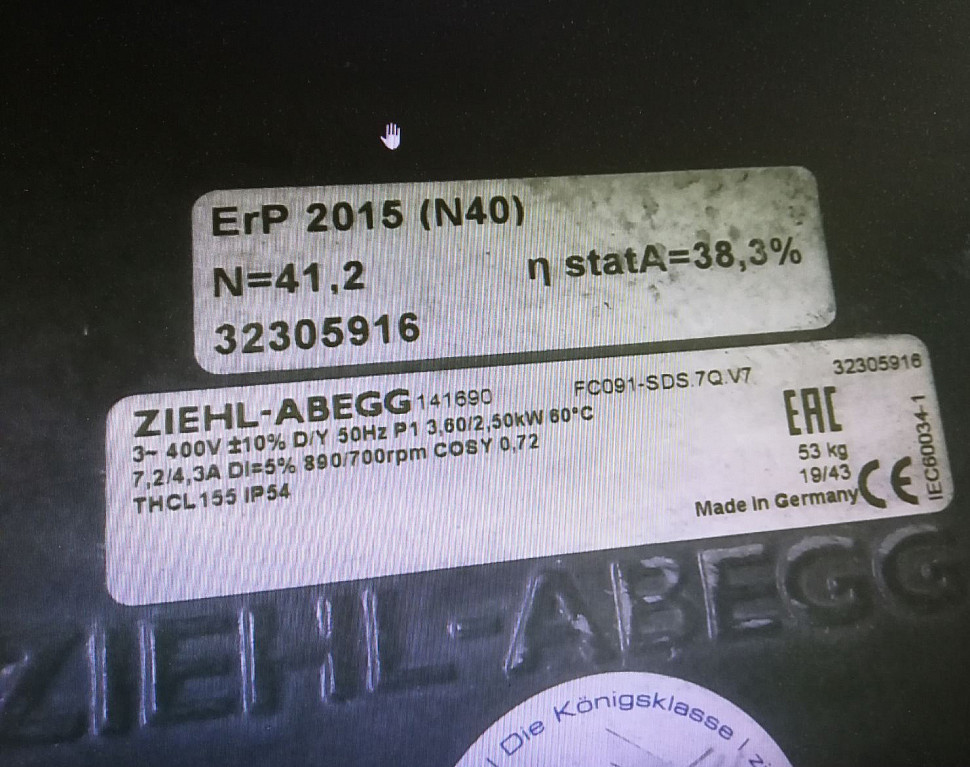 ErP 2015 (N40)
N=41,2 η statA=38,3%
32305916
ZIEHL-ABEGG 141690 FC091-SDS.7Q.V7 32305916
3~ 400V ±10% D/Y 50Hz P1 3,60/2,50kW 60°C
7,2/4,3A DI=5% 890/700rpm COSY 0,72
THCL155 IP54
EAC
53 kg
19/43
Made in Germany CE
IEC60034-1
ZIEHL-ABEGG
Die Königsklasse